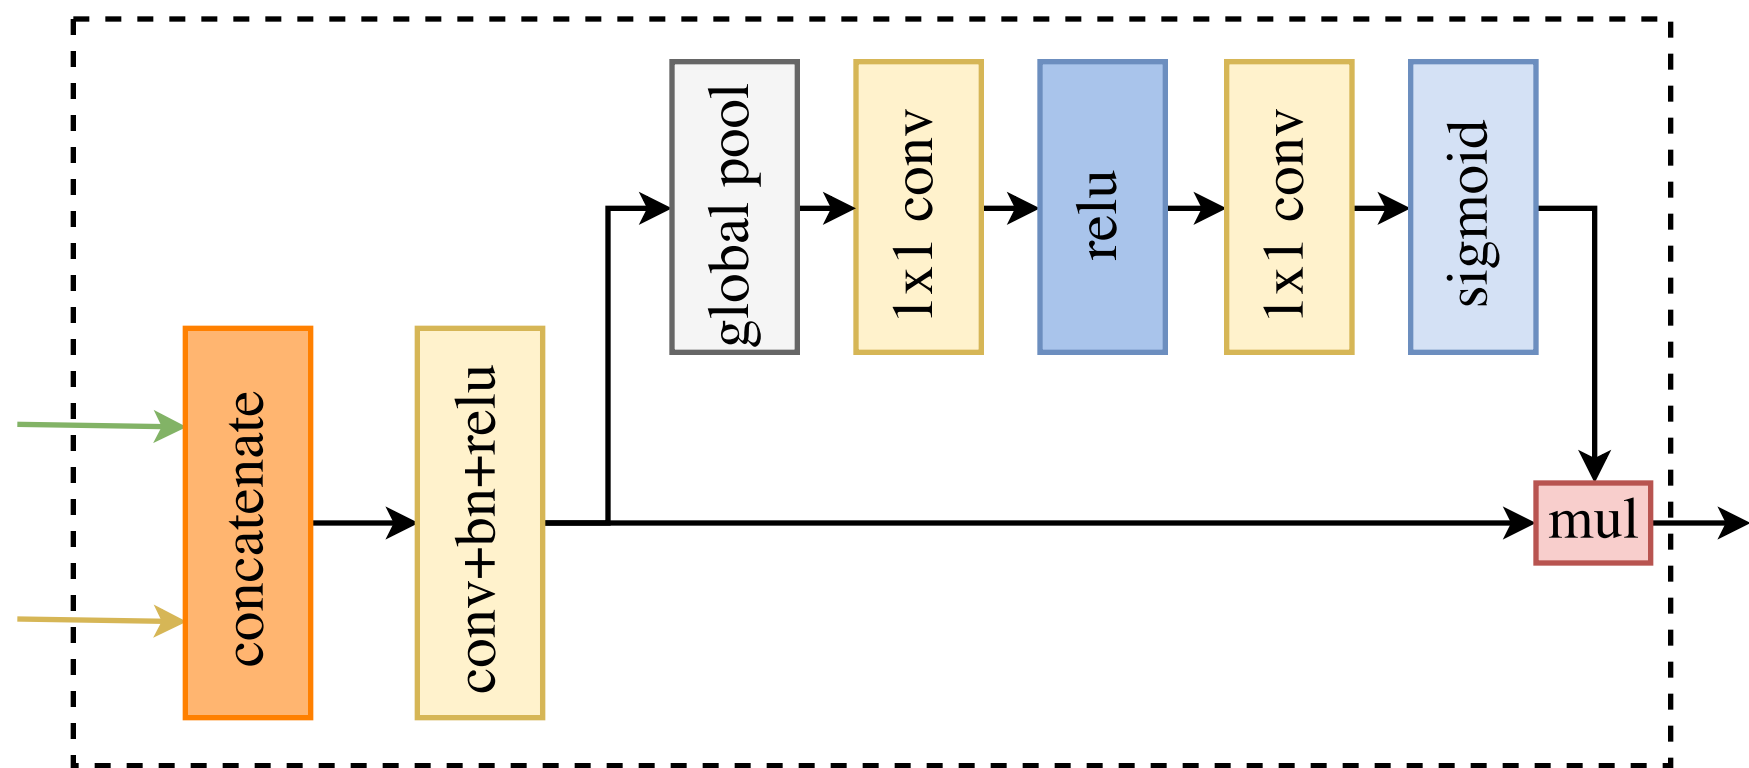 concatenate
conv+bn+relu
global pool
1x1 conv
relu
1x1 conv
sigmoid
mul